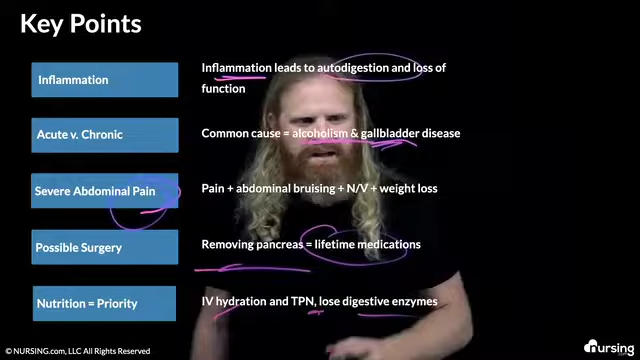 Key Points
Inflammation
Inflammation leads to autodigestion and loss of
function
Acute v. Chronic
Common cause = alcoholism & gallbladder disease
Severe Abdominal Pain
Pain + abdominal bruising + N/V + weight loss
Possible Surgery
Removing pancreas = lifetime medications
Nutrition = Priority
IV hydration and TPN, lose digestive enzymes
© NURSING.com, LLC All Rights Reserved
nursing
.com